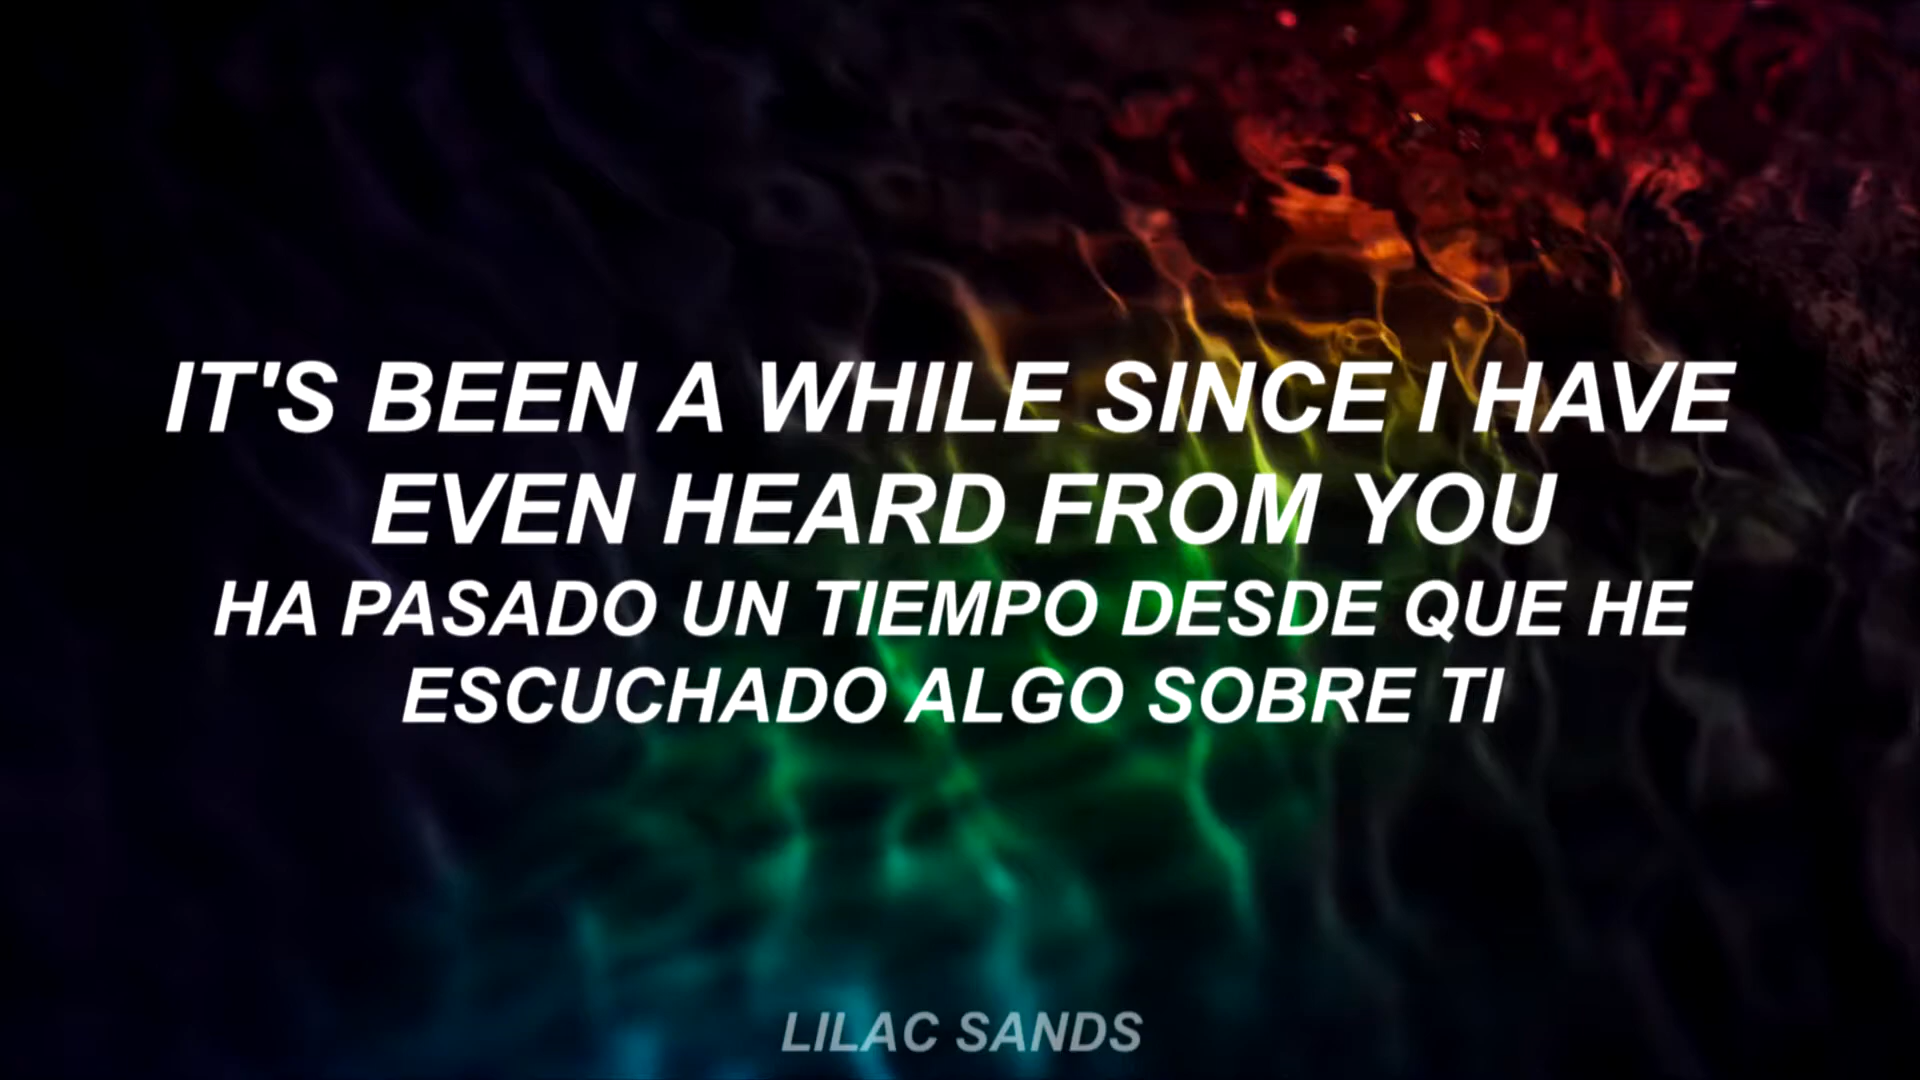 IT'S BEEN A WHILE SINCE I HAVE
EVEN HEARD FROM YOU
HA PASADO UN TIEMPO DESDE QUE HE
ESCUCHADO ALGO SOBRE TI
LILAC SANDS